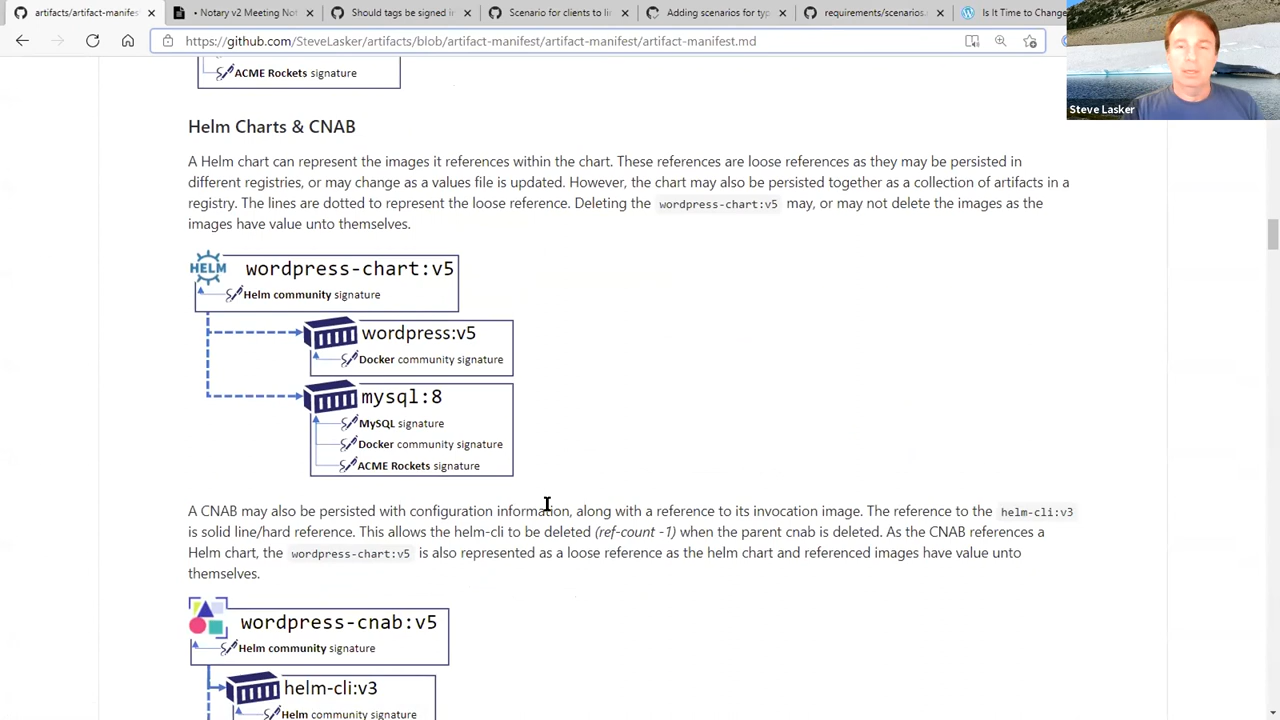 artifacts/artifact-manifes
• Notary v2 Meeting Not
Should tags be signed i
Scenario for clients to li
Adding scenarios for typ
requirements/scenarios.
Is It Time to Change
https://github.com/SteveLasker/artifacts/blob/artifact-manifest/artifact-manifest/artifact-manifest.md
Steve Lasker
ACME Rockets signature
Helm Charts & CNAB
A Helm chart can represent the images it references within the chart. These references are loose references as they may be persisted in
different registries, or may change as a values file is updated. However, the chart may also be persisted together as a collection of artifacts in a
registry. The lines are dotted to represent the loose reference. Deleting the wordpress-chart:v5 may, or may not delete the images as the
images have value unto themselves.
HELM wordpress-chart:v5
Helm community signature
wordpress:v5
Docker community signature
mysql:8
MySQL signature
Docker community signature
ACME Rockets signature
A CNAB may also be persisted with configuration information, along with a reference to its invocation image. The reference to the helm-cli:v3
is solid line/hard reference. This allows the helm-cli to be deleted (ref-count -1) when the parent cnab is deleted. As the CNAB references a
Helm chart, the wordpress-chart:v5 is also represented as a loose reference as the helm chart and referenced images have value unto
themselves.
wordpress-cnab:v5
Helm community signature
helm-cli:v3
Helm community signature